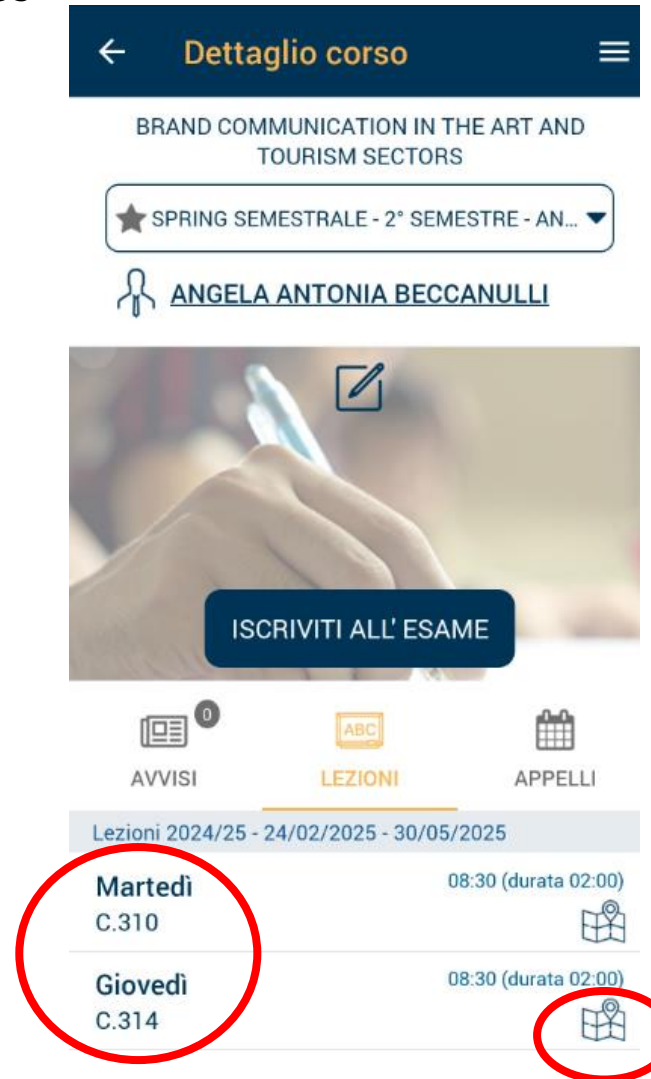 Dettaglio corso
BRAND COMMUNICATION IN THE ART AND
TOURISM SECTORS
SPRING SEMESTRALE - 2° SEMESTRE - AN...
ANGELA ANTONIA BECCANULLI
ISCRIVITI ALL' ESAME
0
ABC
AVVISI LEZIONI APPELLI
Lezioni 2024/25 - 24/02/2025 - 30/05/2025
Martedì 08:30 (durata 02:00)
C.310
Giovedì 08:30 (durata 02:00)
C.314